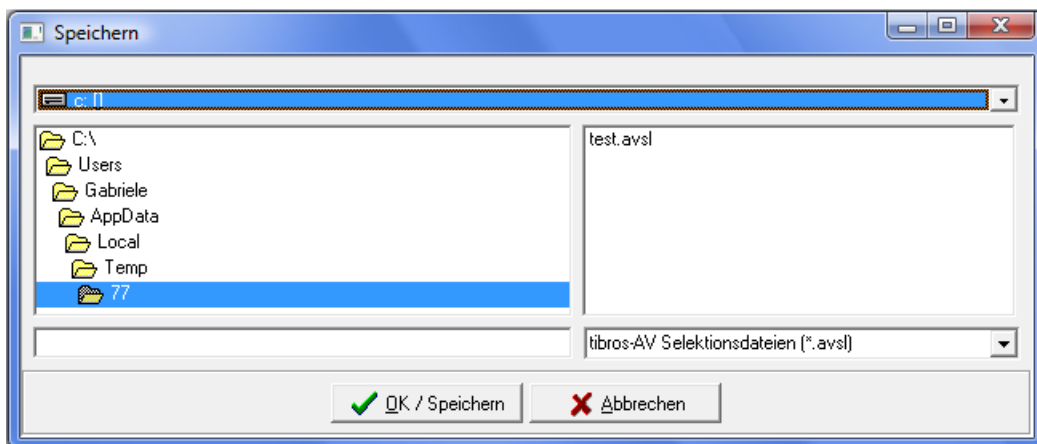 Speichern
c: []
C:\
Users
Gabriele
AppData
Local
Temp
77
test.avsl
tibros-AV Selektionsdateien (*.avsl)
OK / Speichern
Abbrechen